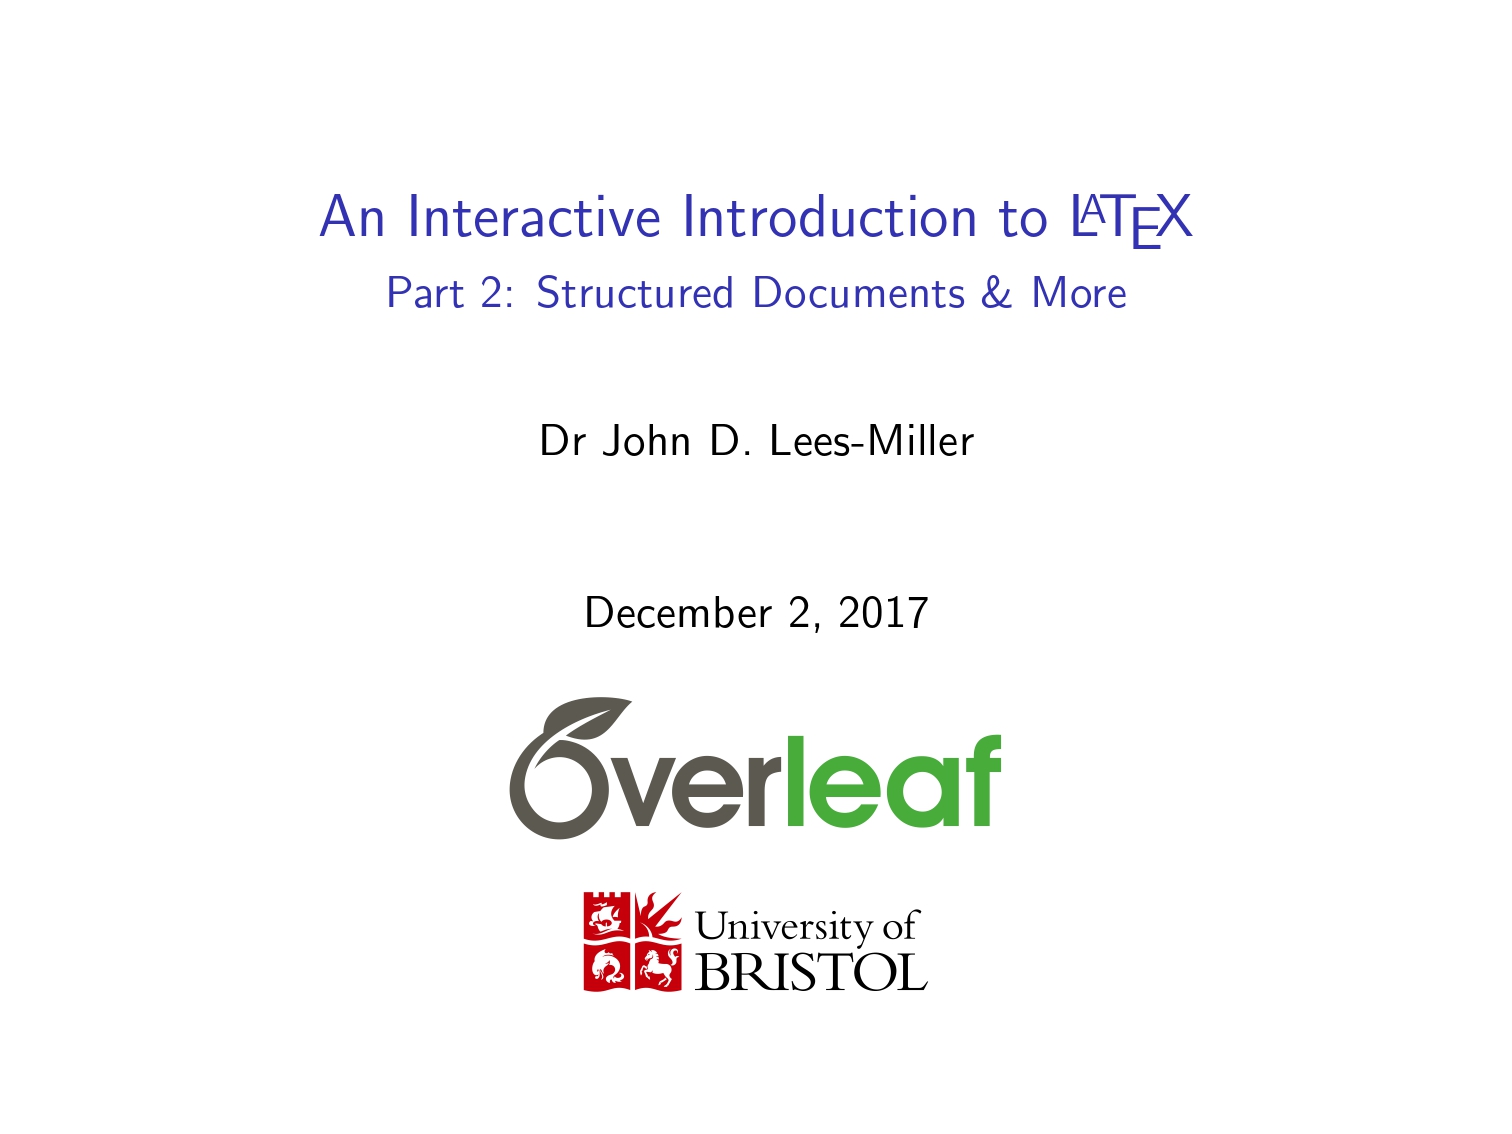 An Interactive Introduction to LATEX
Part 2: Structured Documents & More
Dr John D. Lees-Miller
December 2, 2017
Overleaf
University of
BRISTOL